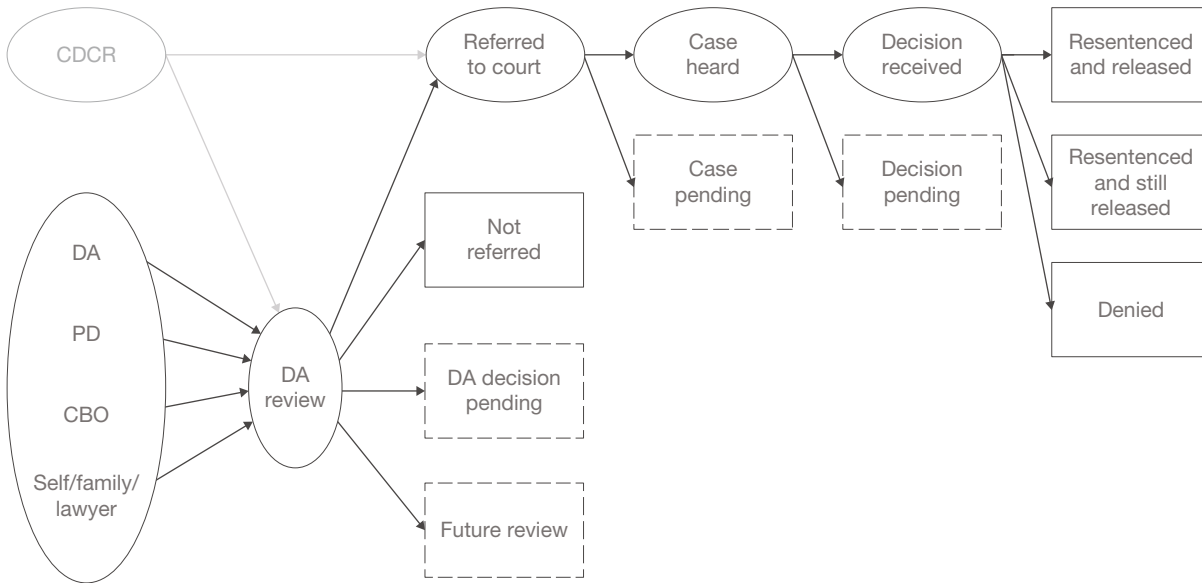 CDCR
Referred
to court
Case
heard
Decision
received
Resentenced
and released
Case
pending
Decision
pending
Resentenced
and still
released
DA
PD
CBO
Self/family/
lawyer
DA
review
Not
referred
DA decision
pending
Future review
Denied